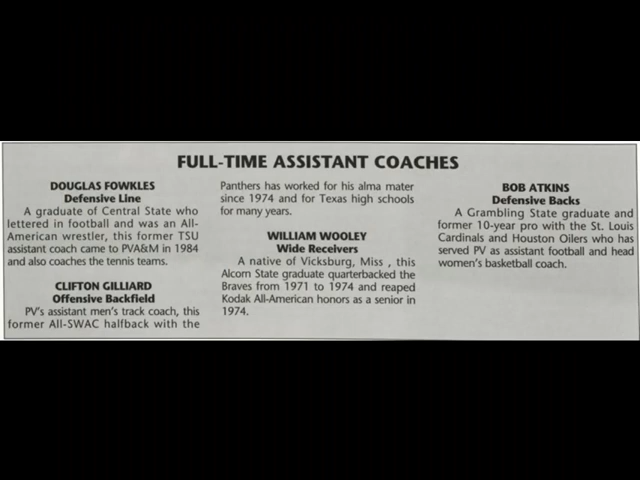 FULL-TIME ASSISTANT COACHES
DOUGLAS FOWKLES
Defensive Line
A graduate of Central State who
lettered in football and was an All-
American wrestler, this former TSU
assistant coach came to PVA&M in 1984
and also coaches the tennis teams.
CLIFTON GILLIARD
Offensive Backfield
PV's assistant men's track coach, this
former All-SWAC halfback with the
Panthers has worked for his alma mater
since 1974 and for Texas high schools
for many years.
WILLIAM WOOLEY
Wide Receivers
A native of Vicksburg, Miss , this
Alcorn State graduate quarterbacked the
Braves from 1971 to 1974 and reaped
Kodak All-American honors as a senior in
1974.
BOB ATKINS
Defensive Backs
A Grambling State graduate and
former 10-year pro with the St. Louis
Cardinals and Houston Oilers who has
served PV as assistant football and head
women's basketball coach.